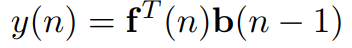 y(n) = f^T(n)b(n − 1)